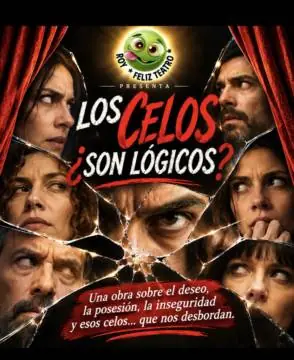 ROY * FELIZ TEATRO *
PRESENTA
LOS CELOS
¿SON LÓGICOS?
Una obra sobre el deseo,
la posesión, la inseguridad
y esos celos... que nos desbordan.